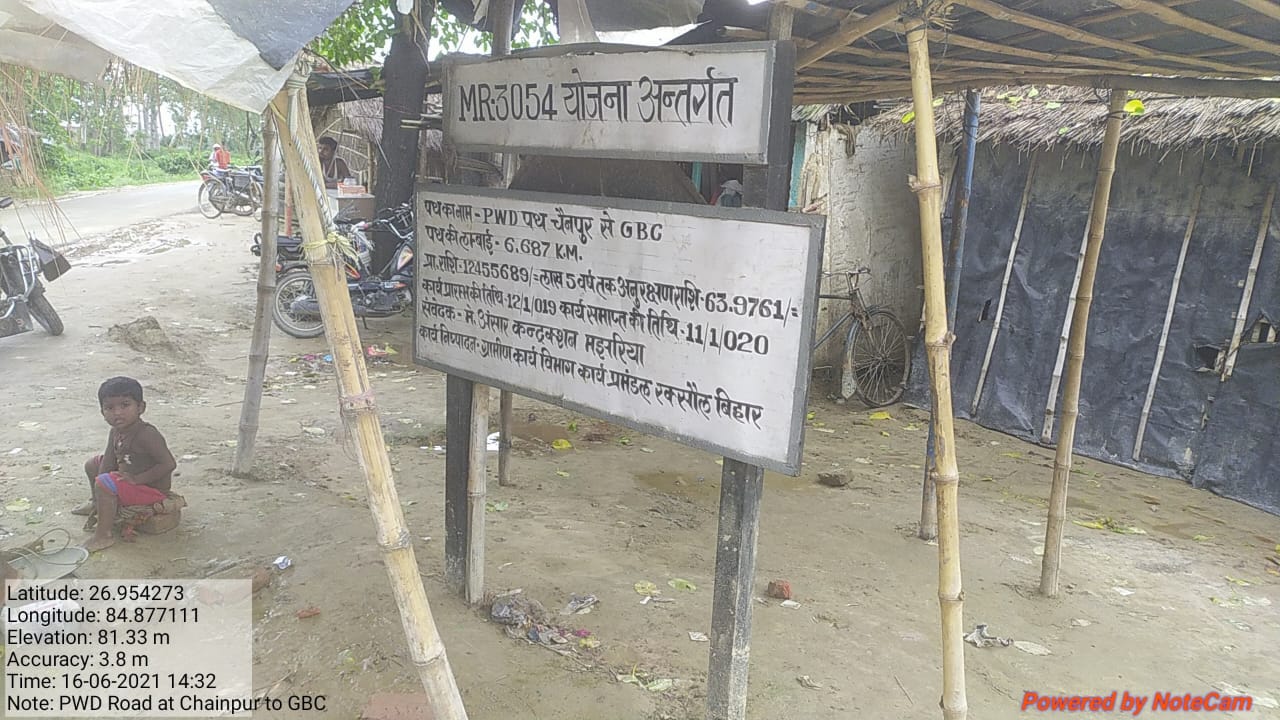 MR-3054 योजना अन्तर्रात
पथ का नाम - PWD पथ चैनपुर से GBC
पथ की लम्बाई - 6.687 K.M.
प्रा. राशि - 12455689/= लाख 5 वर्ष तक अनुरक्षण राशि - 63.9761/=
कार्य प्रारम्भ की तिथि - 12/1/019 कार्य समाप्त की तिथि - 11/1/020
संवेदक - मे. अंसार कन्ट्रक्शन
कार्य निष्पादन - ग्रामीण कार्य विभाग कार्य प्रमंडल रक्सौल बिहार
Latitude: 26.954273
Longitude: 84.877111
Elevation: 81.33 m
Accuracy: 3.8 m
Time: 16-06-2021 14:32
Note: PWD Road at Chainpur to GBC
Powered by NoteCam